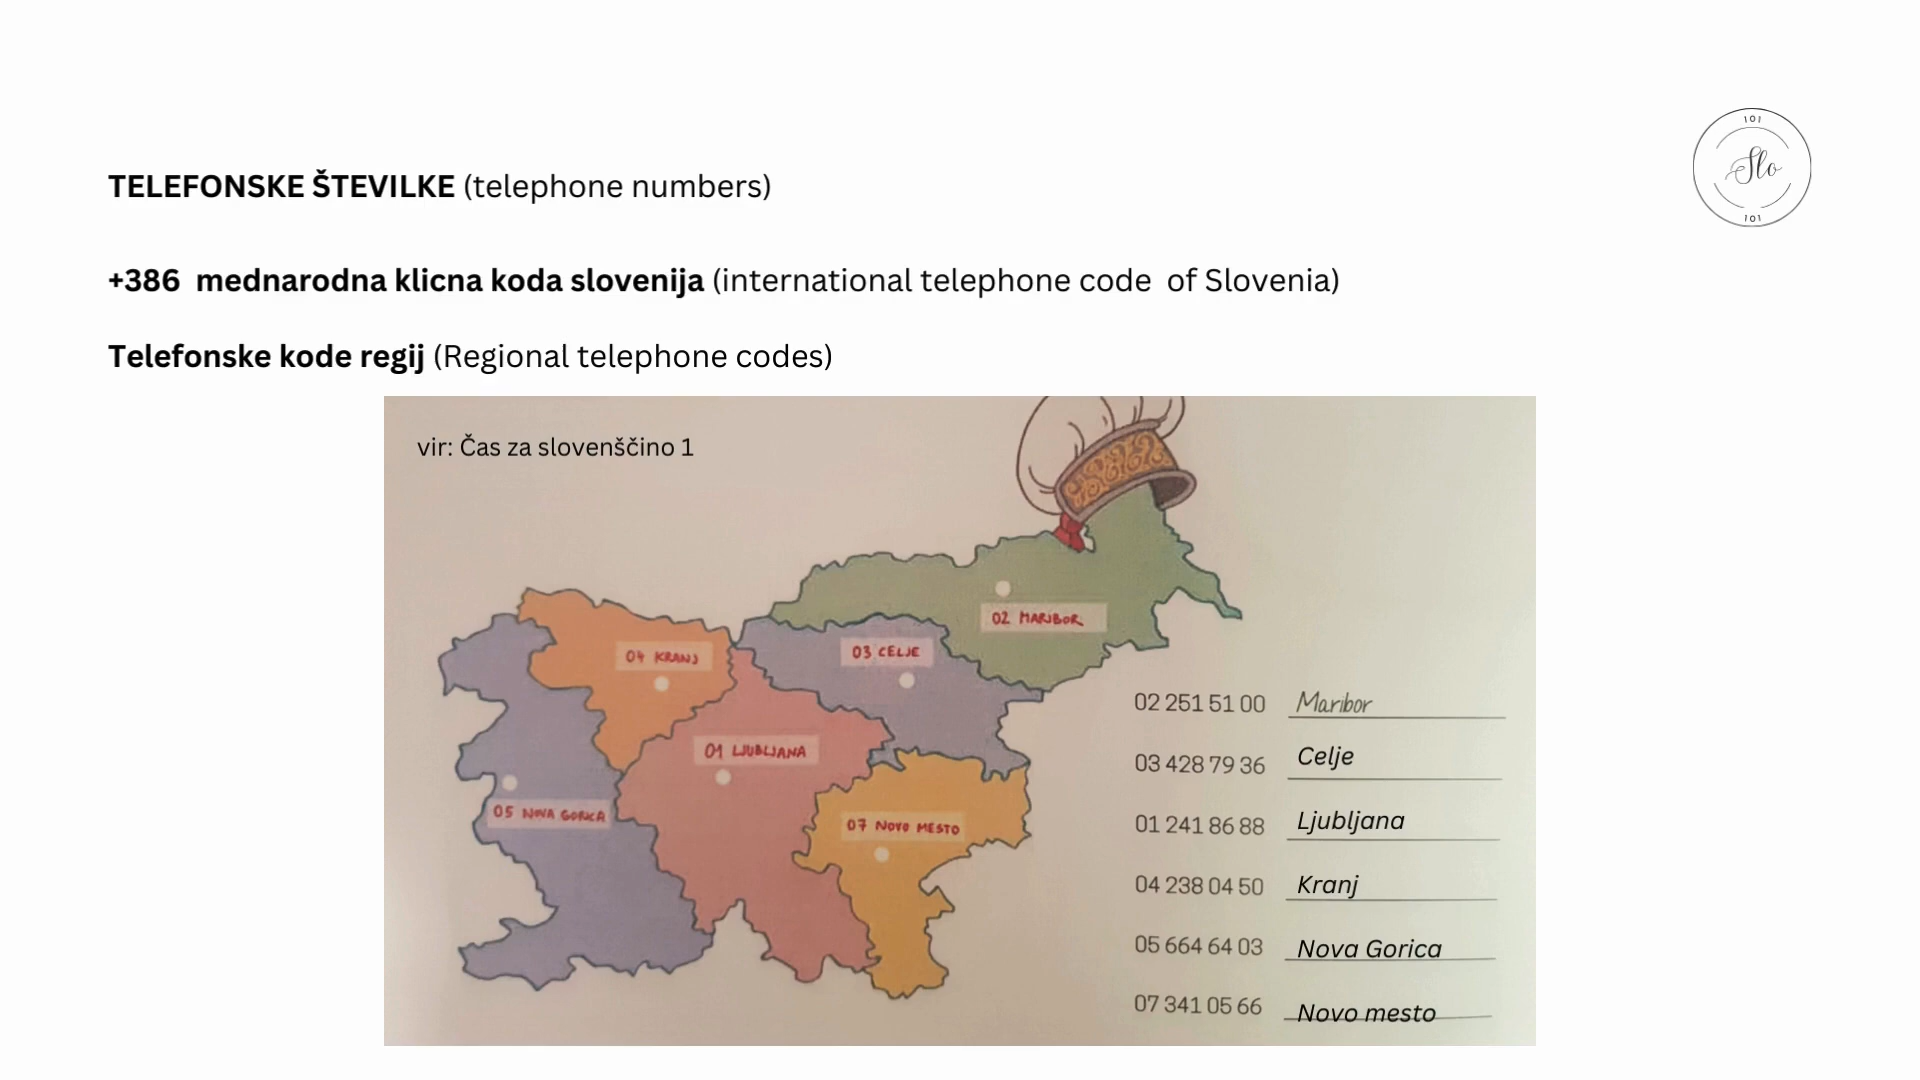 101
Slo
101
TELEFONSKE ŠTEVILKE (telephone numbers)
+386 mednarodna klicna koda slovenija (international telephone code of Slovenia)
Telefonske kode regij (Regional telephone codes)
vir: Čas za slovenščino 1
02 MARIBOR
03 CELJE
04 KRANJ
01 LJUBLJANA
05 NOVA GORICA
07 NOVO MESTO
02 251 51 00 Maribor
03 428 79 36 Celje
01 241 86 88 Ljubljana
04 238 04 50 Kranj
05 664 64 03 Nova Gorica
07 341 05 66 Novo mesto